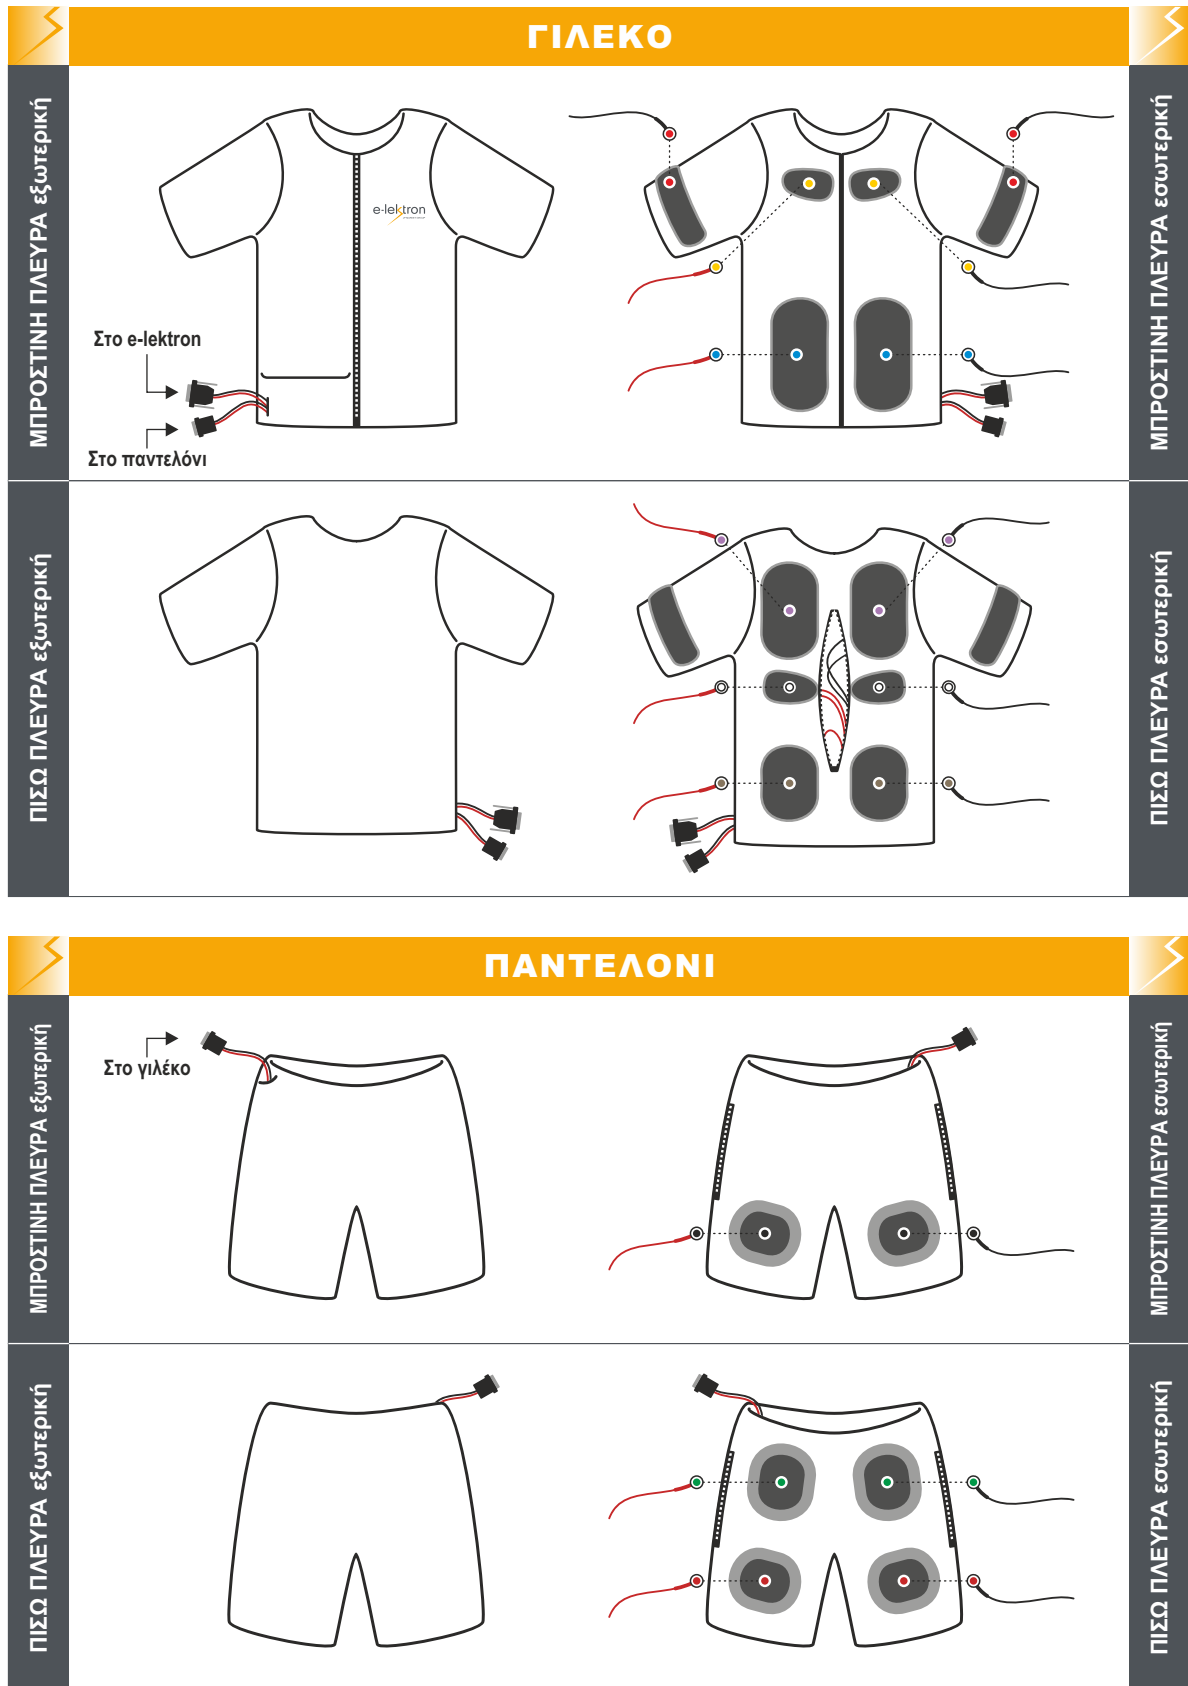 ΓΙΛΕΚΟ
ΜΠΡΟΣΤΙΝΗ ΠΛΕΥΡΑ εξωτερική
ΜΠΡΟΣΤΙΝΗ ΠΛΕΥΡΑ εσωτερική
e-lektron
Στο e-lektron
Στο παντελόνι
ΠΙΣΩ ΠΛΕΥΡΑ εξωτερική
ΠΙΣΩ ΠΛΕΥΡΑ εσωτερική
ΠΑΝΤΕΛΟΝΙ
ΜΠΡΟΣΤΙΝΗ ΠΛΕΥΡΑ εξωτερική
ΜΠΡΟΣΤΙΝΗ ΠΛΕΥΡΑ εσωτερική
Στο γιλέκο
ΠΙΣΩ ΠΛΕΥΡΑ εξωτερική
ΠΙΣΩ ΠΛΕΥΡΑ εσωτερική